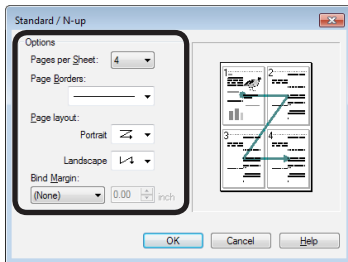 Standard / N-up
Options
Pages per Sheet: 4
Page Borders:
Page layout:
Portrait
Landscape
Bind Margin:
(None) 0.00 inch
1 2
3 4
OK Cancel Help